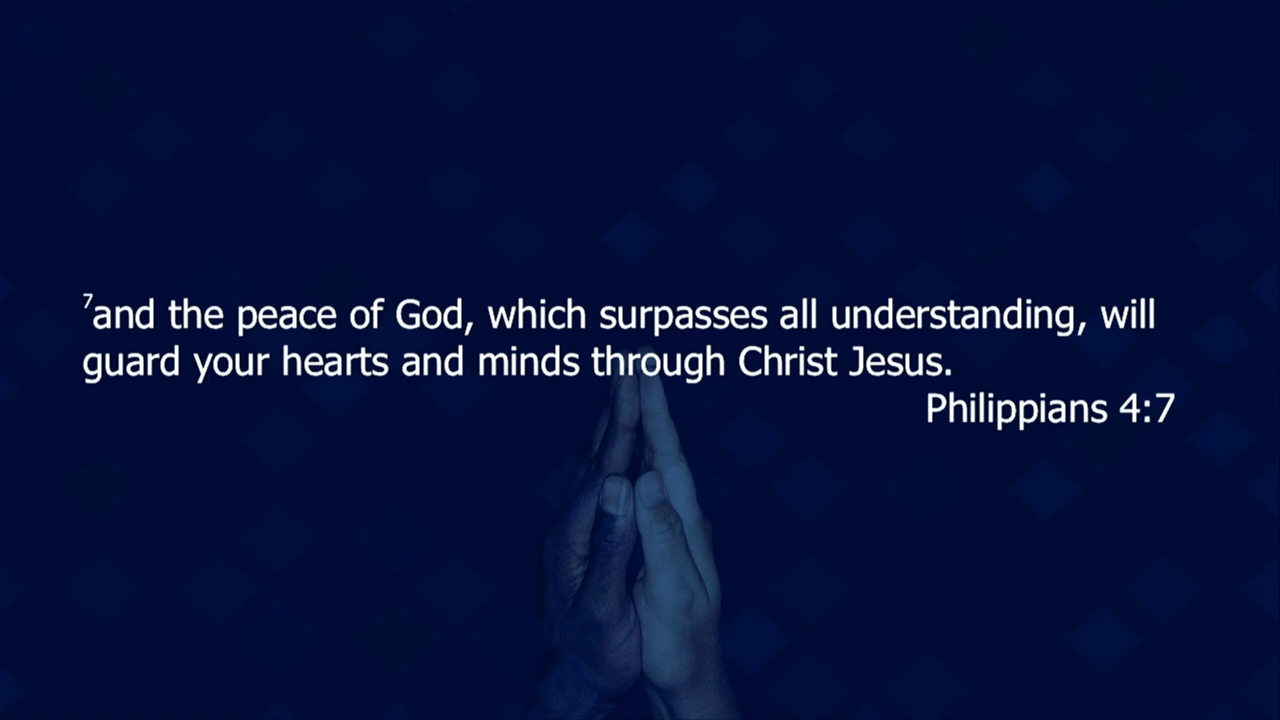 ⁷and the peace of God, which surpasses all understanding, will
guard your hearts and minds through Christ Jesus.
Philippians 4:7